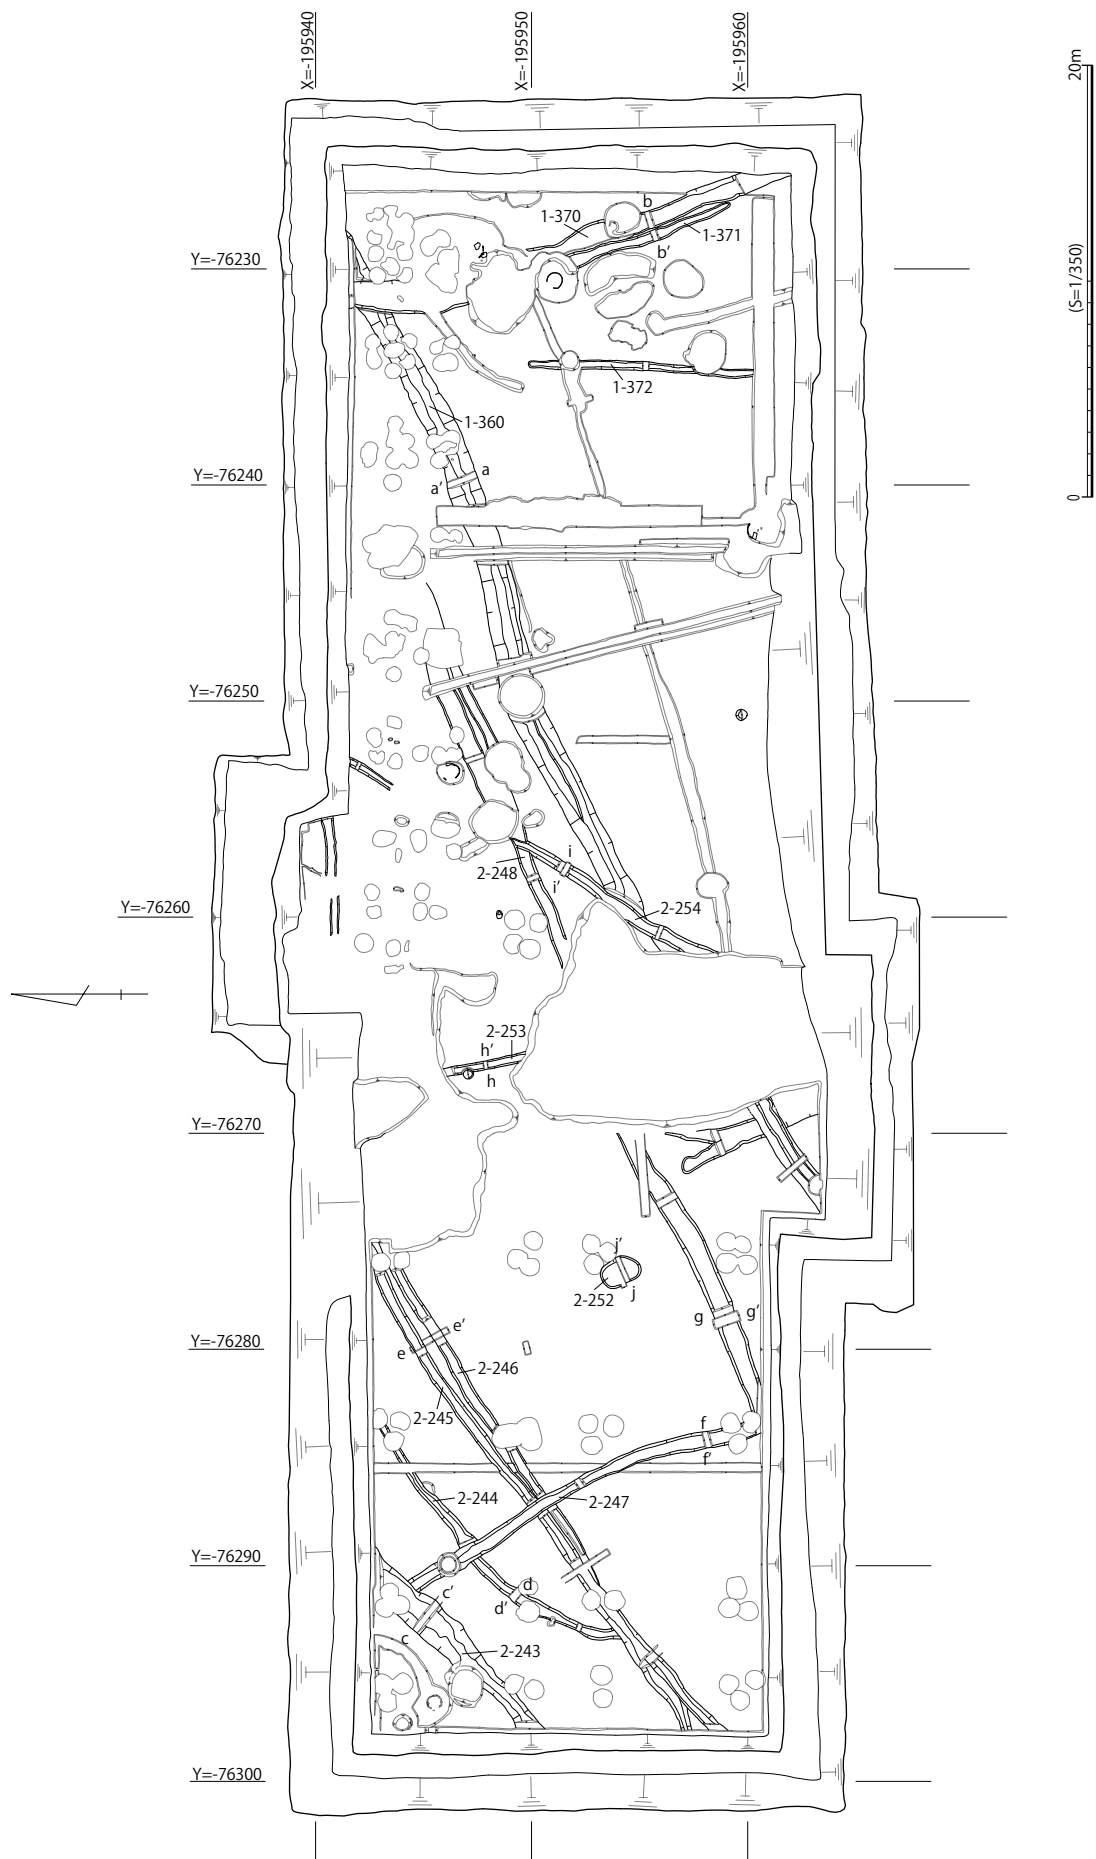 X=-195940
X=-195950
X=-195960
20m
(S=1/350)
0
b
1-370
1-371
b’
Y=-76230
1-372
1-360
a
Y=-76240
a’
Y=-76250
i
2-248
i’
2-254
Y=-76260
2-253
h’
h
Y=-76270
j’
2-252
j
g
g’
e’
Y=-76280
e
2-246
2-245
f
f’
2-244
2-247
Y=-76290
c’
d
d’
c
2-243
Y=-76300